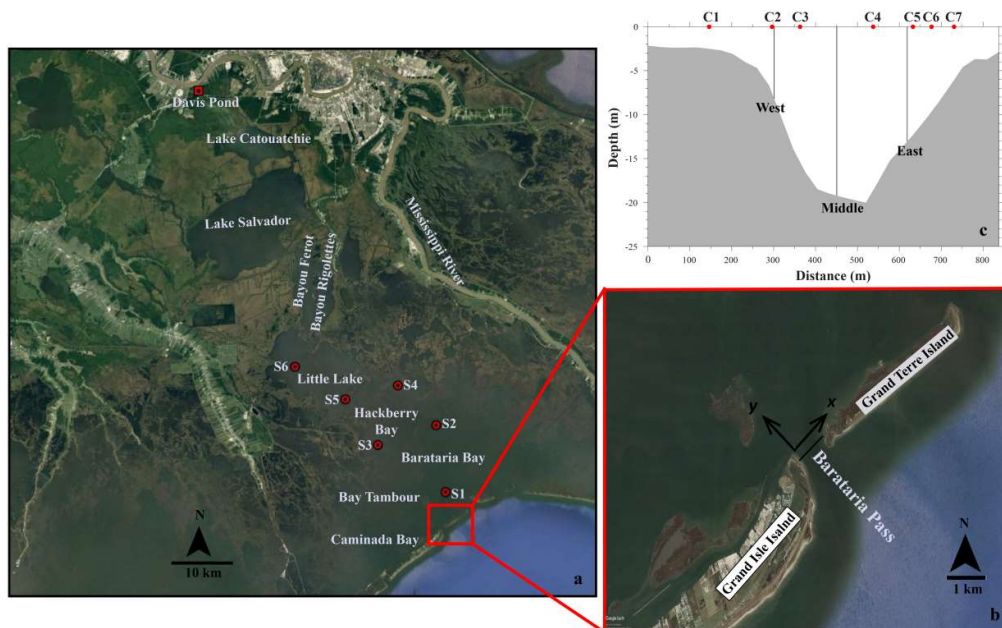 Davis Pond
Lake Catouatchie
Lake Salvador
Mississippi River
Bayou Ferot
Bayou Rigolettes
S6
Little Lake
S4
S5
Hackberry
Bay
S2
S3
Barataria Bay
Bay Tambour
S1
Caminada Bay
N
10 km
a
C1 C2 C3 C4 C5 C6 C7
0
-5
-10
-15
-20
-25
Depth (m)
West
Middle
East
c
0 100 200 300 400 500 600 700 800
Distance (m)
Grand Terre Island
y
x
Barataria Pass
Grand Isle Isalnd
N
1 km
b